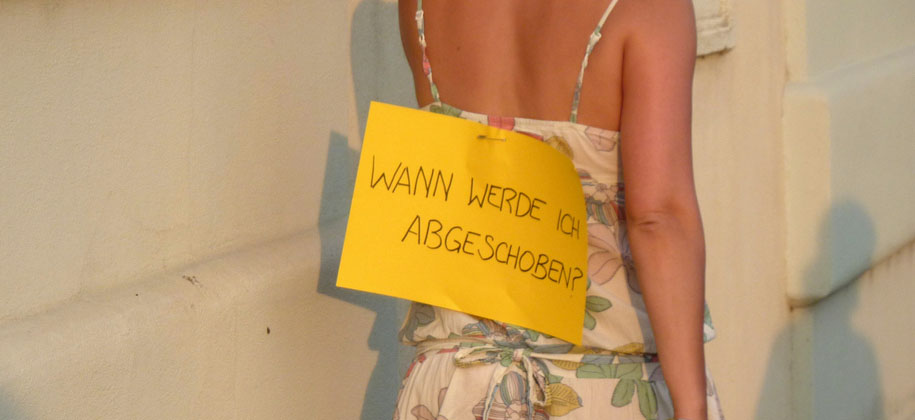 WANN WERDE ICH
ABGESCHOBEN?